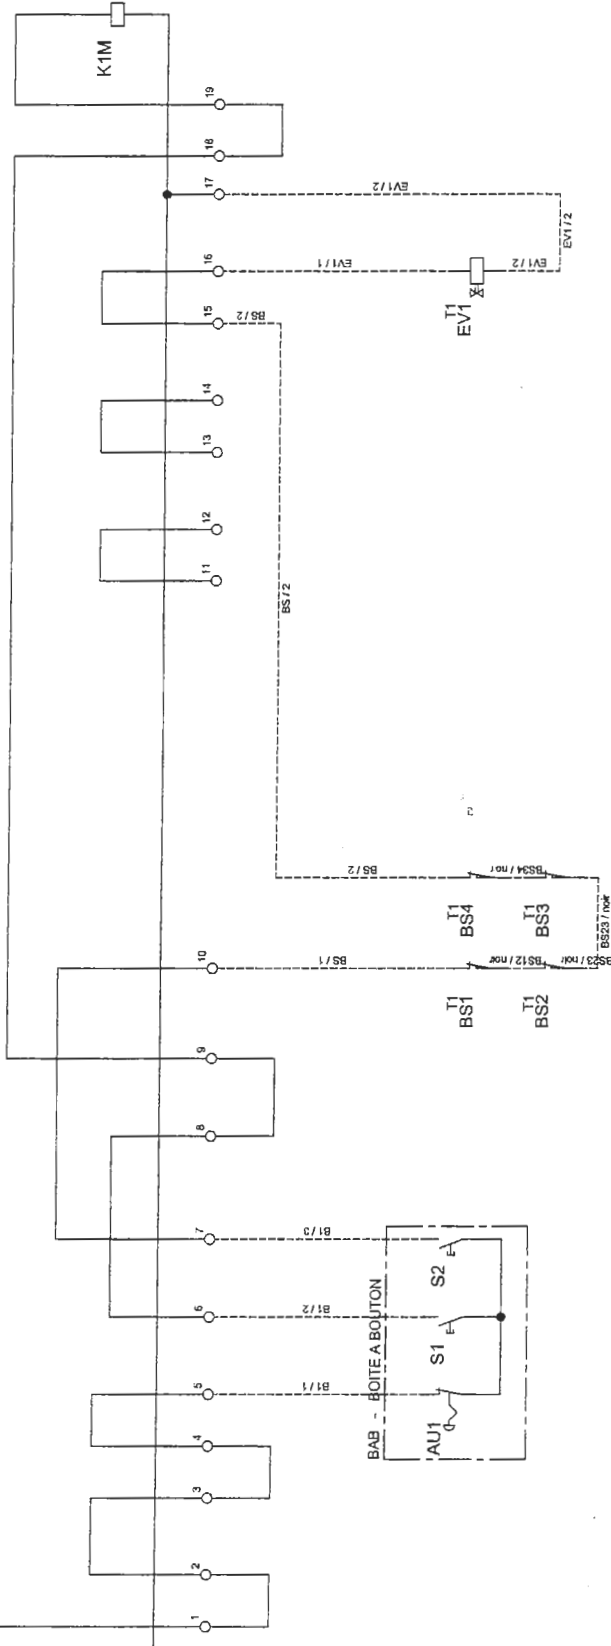 K1M
19
18
17
16
15
14
13
12
11
10
9
8
7
6
5
4
3
2
1
EV1 / 2
EV1 / 2
EV1 / 2
EV1 / 1
T1
EV1
BS / 2
BS / 2
BS / 2
BS34 / noir
T1
BS4
T1
BS3
BS23 / noir
BS / 1
BS12 / noir
T1
BS1
T1
BS2
B1 / 3
B1 / 2
B1 / 1
BAB - BOITE A BOUTON
S2
S1
AU1